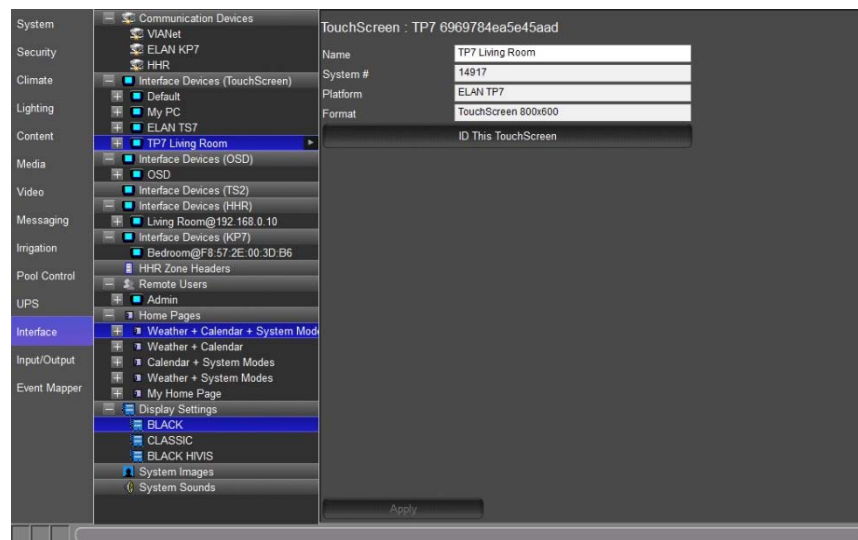 System
Security
Climate
Lighting
Content
Media
Video
Messaging
Irrigation
Pool Control
UPS
Interface
Input/Output
Event Mapper
Communication Devices
VIANet
ELAN KP7
HHR
Interface Devices (TouchScreen)
Default
My PC
ELAN TS7
TP7 Living Room
Interface Devices (OSD)
OSD
Interface Devices (TS2)
Interface Devices (HHR)
Living Room@192.168.0.10
Interface Devices (KP7)
Bedroom@F8:57:2E:00:3D:B6
HHR Zone Headers
Remote Users
Admin
Home Pages
Weather + Calendar + System Mod
Weather + Calendar
Calendar + System Modes
Weather + System Modes
My Home Page
Display Settings
BLACK
CLASSIC
BLACK HIVIS
System Images
System Sounds
TouchScreen : TP7 6969784ea5e45aad
Name TP7 Living Room
System # 14917
Platform ELAN TP7
Format TouchScreen 800x600
ID This TouchScreen
Apply